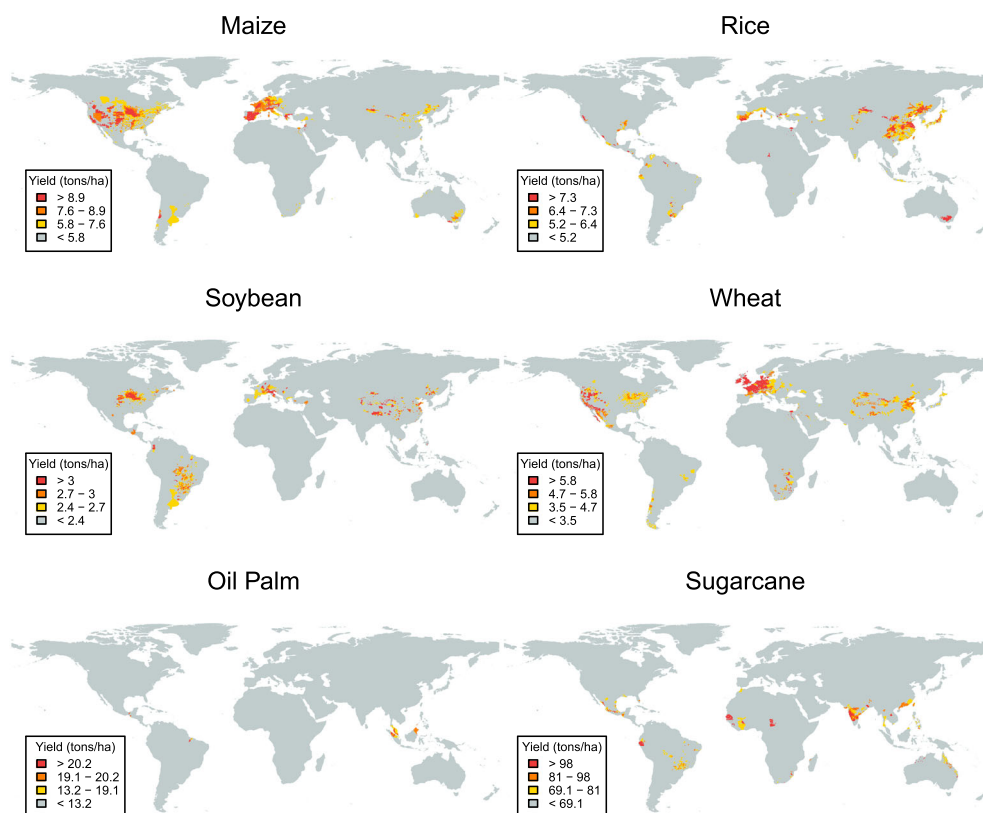 Maize
Rice
Yield (tons/ha)
> 8.9
7.6 – 8.9
5.8 – 7.6
< 5.8
Yield (tons/ha)
> 7.3
6.4 – 7.3
5.2 – 6.4
< 5.2
Soybean
Wheat
Yield (tons/ha)
> 3
2.7 – 3
2.4 – 2.7
< 2.4
Yield (tons/ha)
> 5.8
4.7 – 5.8
3.5 – 4.7
< 3.5
Oil Palm
Sugarcane
Yield (tons/ha)
> 20.2
19.1 – 20.2
13.2 – 19.1
< 13.2
Yield (tons/ha)
> 98
81 – 98
69.1 – 81
< 69.1